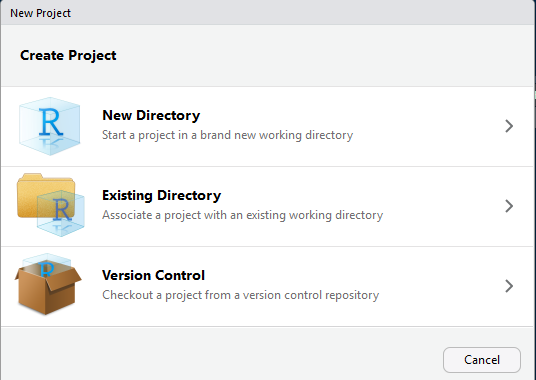 New Project
Create Project
R
New Directory
Start a project in a brand new working directory
R
Existing Directory
Associate a project with an existing working directory
R
Version Control
Checkout a project from a version control repository
Cancel